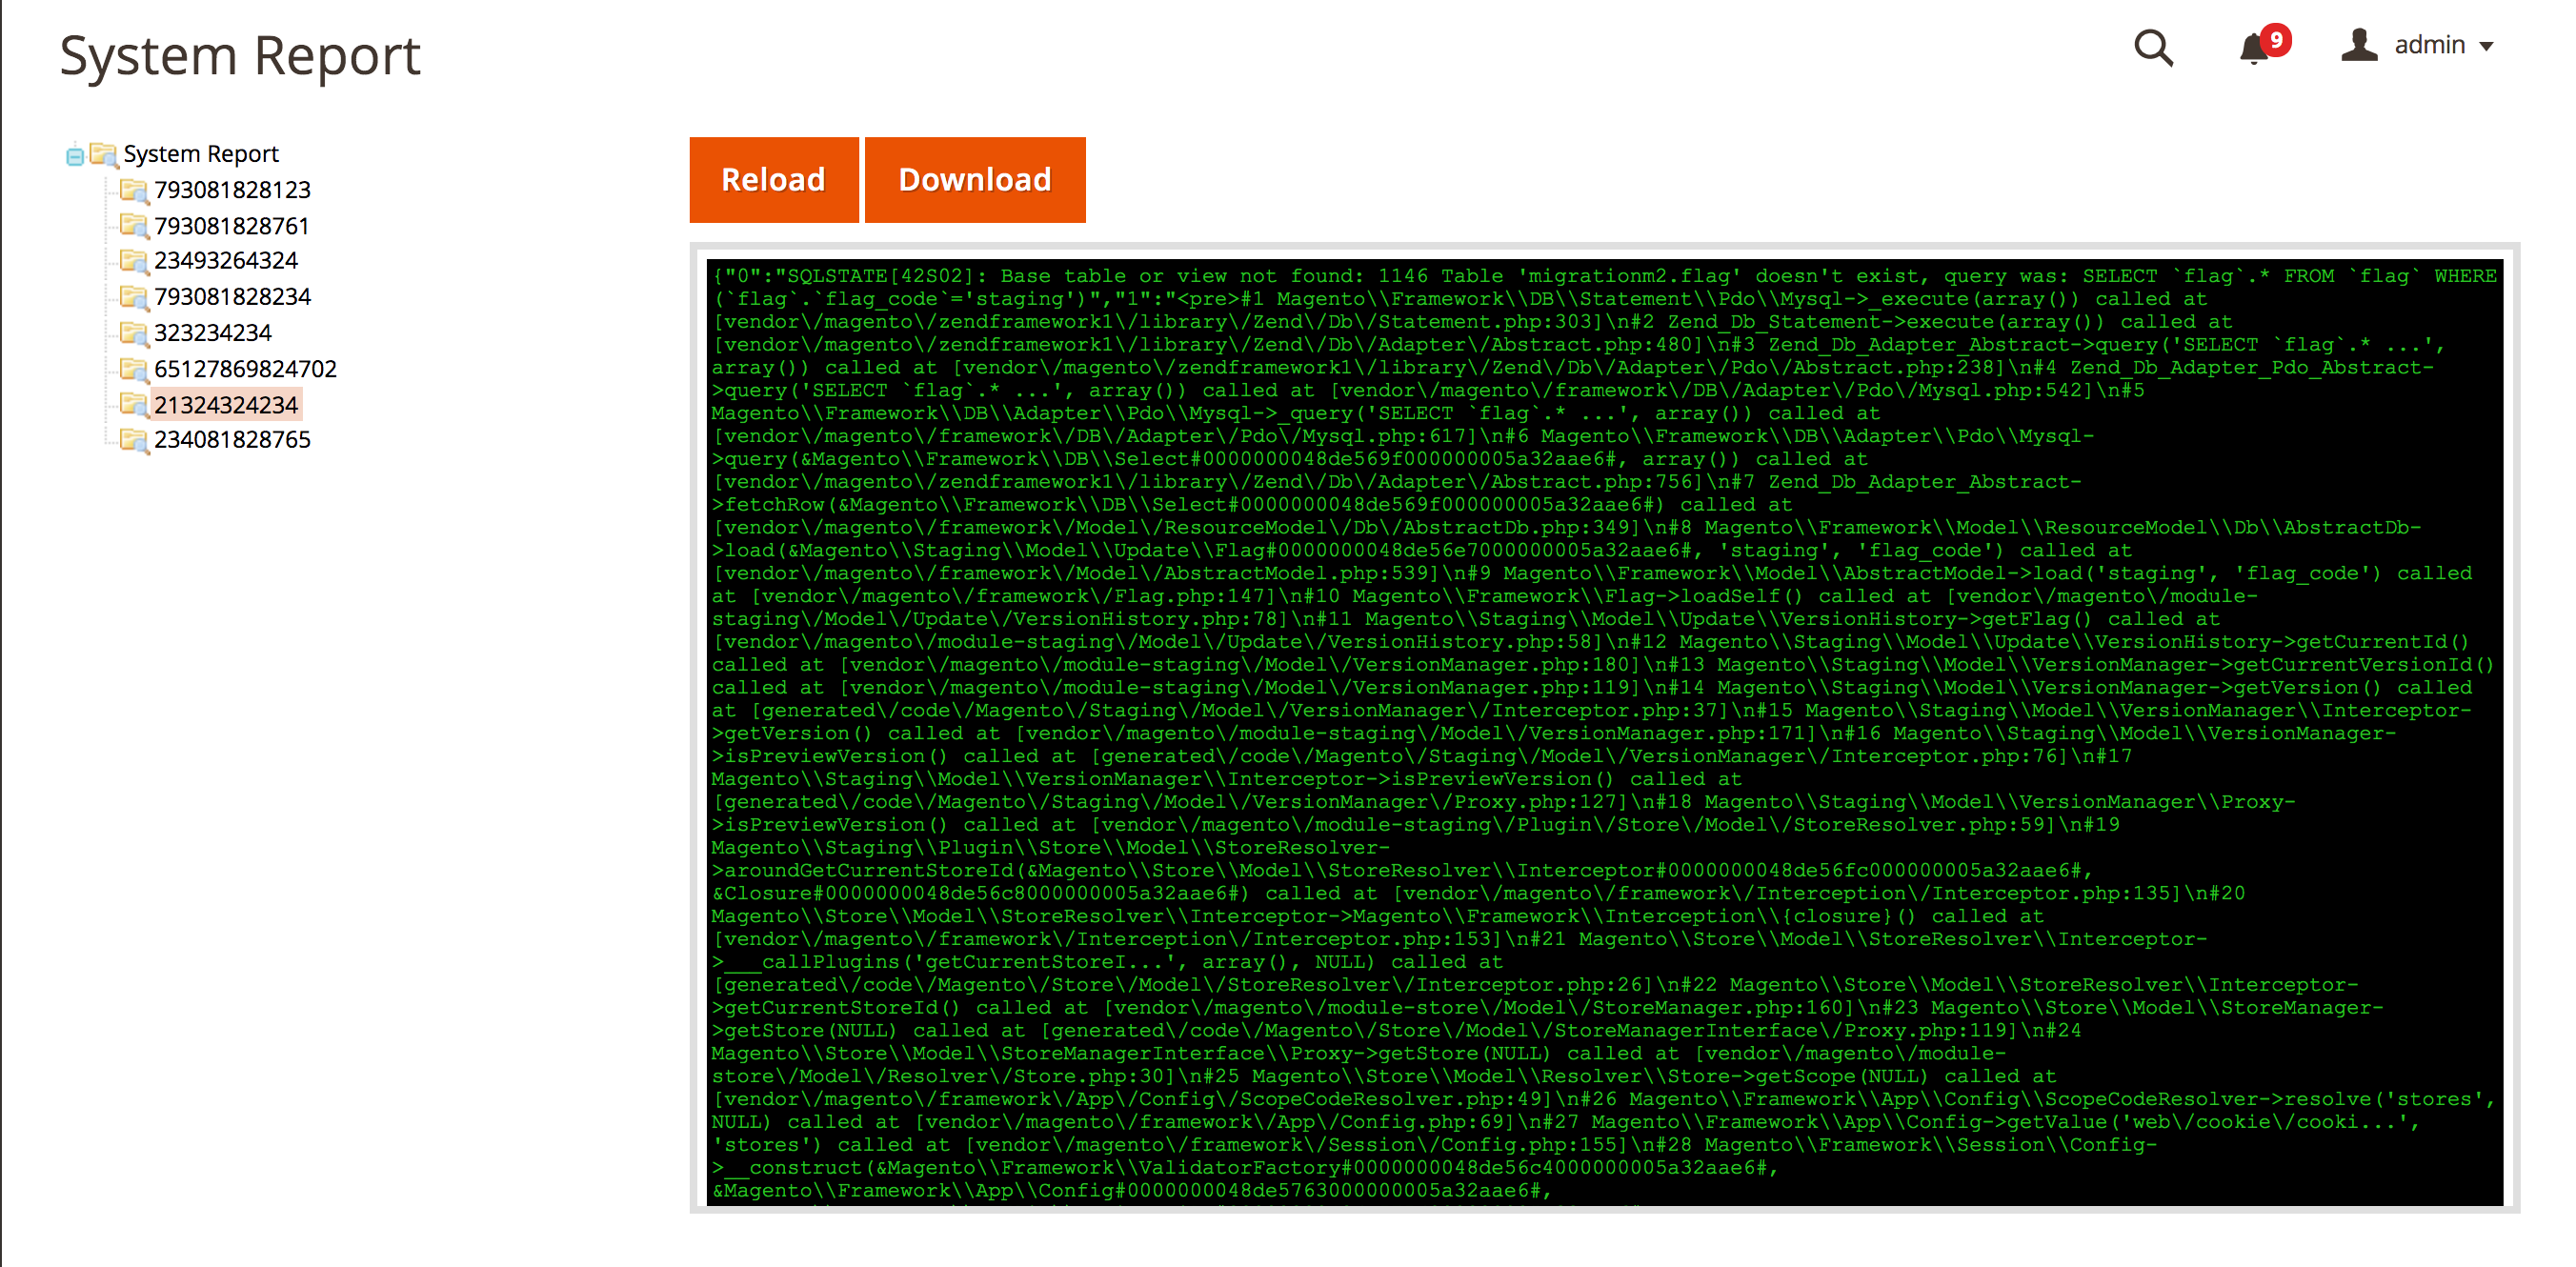 System Report
9
admin
System Report
793081828123
793081828761
23493264324
793081828234
323234234
65127869824702
21324324234
234081828765
Reload
Download
{"0":"SQLSTATE[42S02]: Base table or view not found: 1146 Table 'migrationm2.flag' doesn't exist, query was: SELECT `flag`.* FROM `flag` WHERE
(`flag`.`flag_code`='staging')","1":"<pre>#1 Magento\\Framework\\DB\\Statement\\Pdo\\Mysql->_execute(array()) called at
[vendor\/magento\/zendframework1\/library\/Zend\/Db\/Statement.php:303]\n#2 Zend_Db_Statement->execute(array()) called at
[vendor\/magento\/zendframework1\/library\/Zend\/Db\/Adapter\/Abstract.php:480]\n#3 Zend_Db_Adapter_Abstract->query('SELECT `flag`.* ...',
array()) called at [vendor\/magento\/zendframework1\/library\/Zend\/Db\/Adapter\/Pdo\/Abstract.php:238]\n#4 Zend_Db_Adapter_Pdo_Abstract-
>query('SELECT `flag`.* ...', array()) called at [vendor\/magento\/framework\/DB\/Adapter\/Pdo\/Mysql.php:542]\n#5
Magento\\Framework\\DB\\Adapter\\Pdo\\Mysql->_query('SELECT `flag`.* ...', array()) called at
[vendor\/magento\/framework\/DB\/Adapter\/Pdo\/Mysql.php:617]\n#6 Magento\\Framework\\DB\\Adapter\\Pdo\\Mysql-
>query(&Magento\\Framework\\DB\\Select#0000000048de569f000000005a32aae6#, array()) called at
[vendor\/magento\/zendframework1\/library\/Zend\/Db\/Adapter\/Abstract.php:756]\n#7 Zend_Db_Adapter_Abstract-
>fetchRow(&Magento\\Framework\\DB\\Select#0000000048de569f000000005a32aae6#) called at
[vendor\/magento\/framework\/Model\/ResourceModel\/Db\/AbstractDb.php:349]\n#8 Magento\\Framework\\Model\\ResourceModel\\Db\\AbstractDb-
>load(&Magento\\Staging\\Model\\Update\\Flag#0000000048de56e7000000005a32aae6#, 'staging', 'flag_code') called at
[vendor\/magento\/framework\/Model\/AbstractModel.php:539]\n#9 Magento\\Framework\\Model\\AbstractModel->load('staging', 'flag_code') called
at [vendor\/magento\/framework\/Flag.php:147]\n#10 Magento\\Framework\\Flag->loadSelf() called at [vendor\/magento\/module-
staging\/Model\/Update\/VersionHistory.php:78]\n#11 Magento\\Staging\\Model\\Update\\VersionHistory->getFlag() called at
[vendor\/magento\/module-staging\/Model\/Update\/VersionHistory.php:58]\n#12 Magento\\Staging\\Model\\Update\\VersionHistory->getCurrentId()
called at [vendor\/magento\/module-staging\/Model\/VersionManager.php:180]\n#13 Magento\\Staging\\Model\\VersionManager->getCurrentVersionId()
called at [vendor\/magento\/module-staging\/Model\/VersionManager.php:119]\n#14 Magento\\Staging\\Model\\VersionManager->getVersion() called
at [generated\/code\/Magento\/Staging\/Model\/VersionManager\/Interceptor.php:37]\n#15 Magento\\Staging\\Model\\VersionManager\\Interceptor-
>getVersion() called at [vendor\/magento\/module-staging\/Model\/VersionManager.php:171]\n#16 Magento\\Staging\\Model\\VersionManager-
>isPreviewVersion() called at [generated\/code\/Magento\/Staging\/Model\/VersionManager\/Interceptor.php:76]\n#17
Magento\\Staging\\Model\\VersionManager\\Interceptor->isPreviewVersion() called at
[generated\/code\/Magento\/Staging\/Model\/VersionManager\/Proxy.php:127]\n#18 Magento\\Staging\\Model\\VersionManager\\Proxy-
>isPreviewVersion() called at [vendor\/magento\/module-staging\/Plugin\/Store\/Model\/StoreResolver.php:59]\n#19
Magento\\Staging\\Plugin\\Store\\Model\\StoreResolver-
>aroundGetCurrentStoreId(&Magento\\Store\\Model\\StoreResolver\\Interceptor#0000000048de56fc000000005a32aae6#,
&Closure#0000000048de56c8000000005a32aae6#) called at [vendor\/magento\/framework\/Interception\/Interceptor.php:135]\n#20
Magento\\Store\\Model\\StoreResolver\\Interceptor->Magento\\Framework\\Interception\\{closure}() called at
[vendor\/magento\/framework\/Interception\/Interceptor.php:153]\n#21 Magento\\Store\\Model\\StoreResolver\\Interceptor-
>___callPlugins('getCurrentStoreI...', array(), NULL) called at
[generated\/code\/Magento\/Store\/Model\/StoreResolver\/Interceptor.php:26]\n#22 Magento\\Store\\Model\\StoreResolver\\Interceptor-
>getCurrentStoreId() called at [vendor\/magento\/module-store\/Model\/StoreManager.php:160]\n#23 Magento\\Store\\Model\\StoreManager-
>getStore(NULL) called at [generated\/code\/Magento\/Store\/Model\/StoreManagerInterface\/Proxy.php:119]\n#24
Magento\\Store\\Model\\StoreManagerInterface\\Proxy->getStore(NULL) called at [vendor\/magento\/module-
store\/Model\/Resolver\/Store.php:30]\n#25 Magento\\Store\\Model\\Resolver\\Store->getScope(NULL) called at
[vendor\/magento\/framework\/App\/Config\/ScopeCodeResolver.php:49]\n#26 Magento\\Framework\\App\\Config\\ScopeCodeResolver->resolve('stores',
NULL) called at [vendor\/magento\/framework\/App\/Config.php:69]\n#27 Magento\\Framework\\App\\Config->getValue('web\/cookie\/cooki...',
'stores') called at [vendor\/magento\/framework\/Session\/Config.php:155]\n#28 Magento\\Framework\\Session\\Config-
>__construct(&Magento\\Framework\\ValidatorFactory#0000000048de56c4000000005a32aae6#,
&Magento\\Framework\\App\\Config#0000000048de5763000000005a32aae6#,